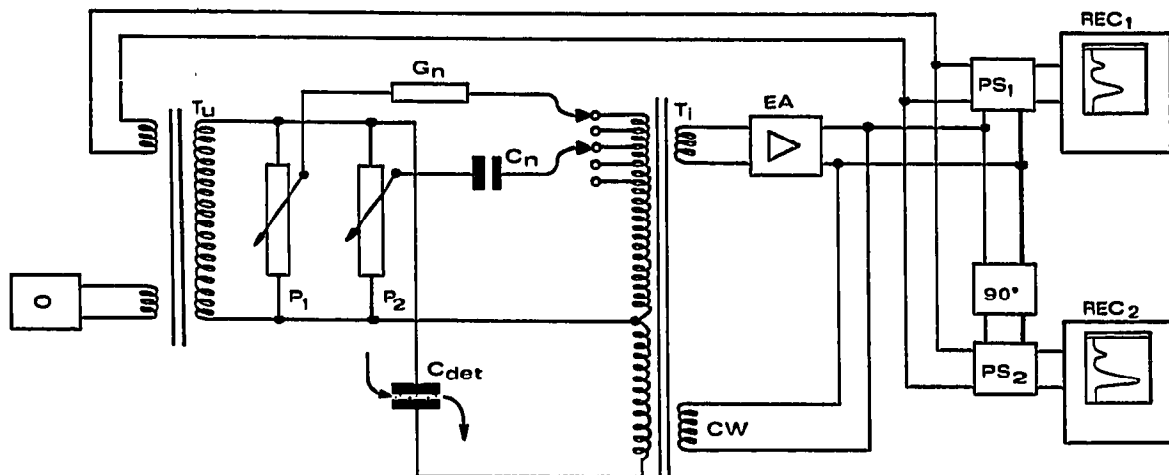 REC1
Gn
PS1
Tu
Ti
EA
Cn
O
P1
P2
90°
REC2
Cdet
PS2
CW